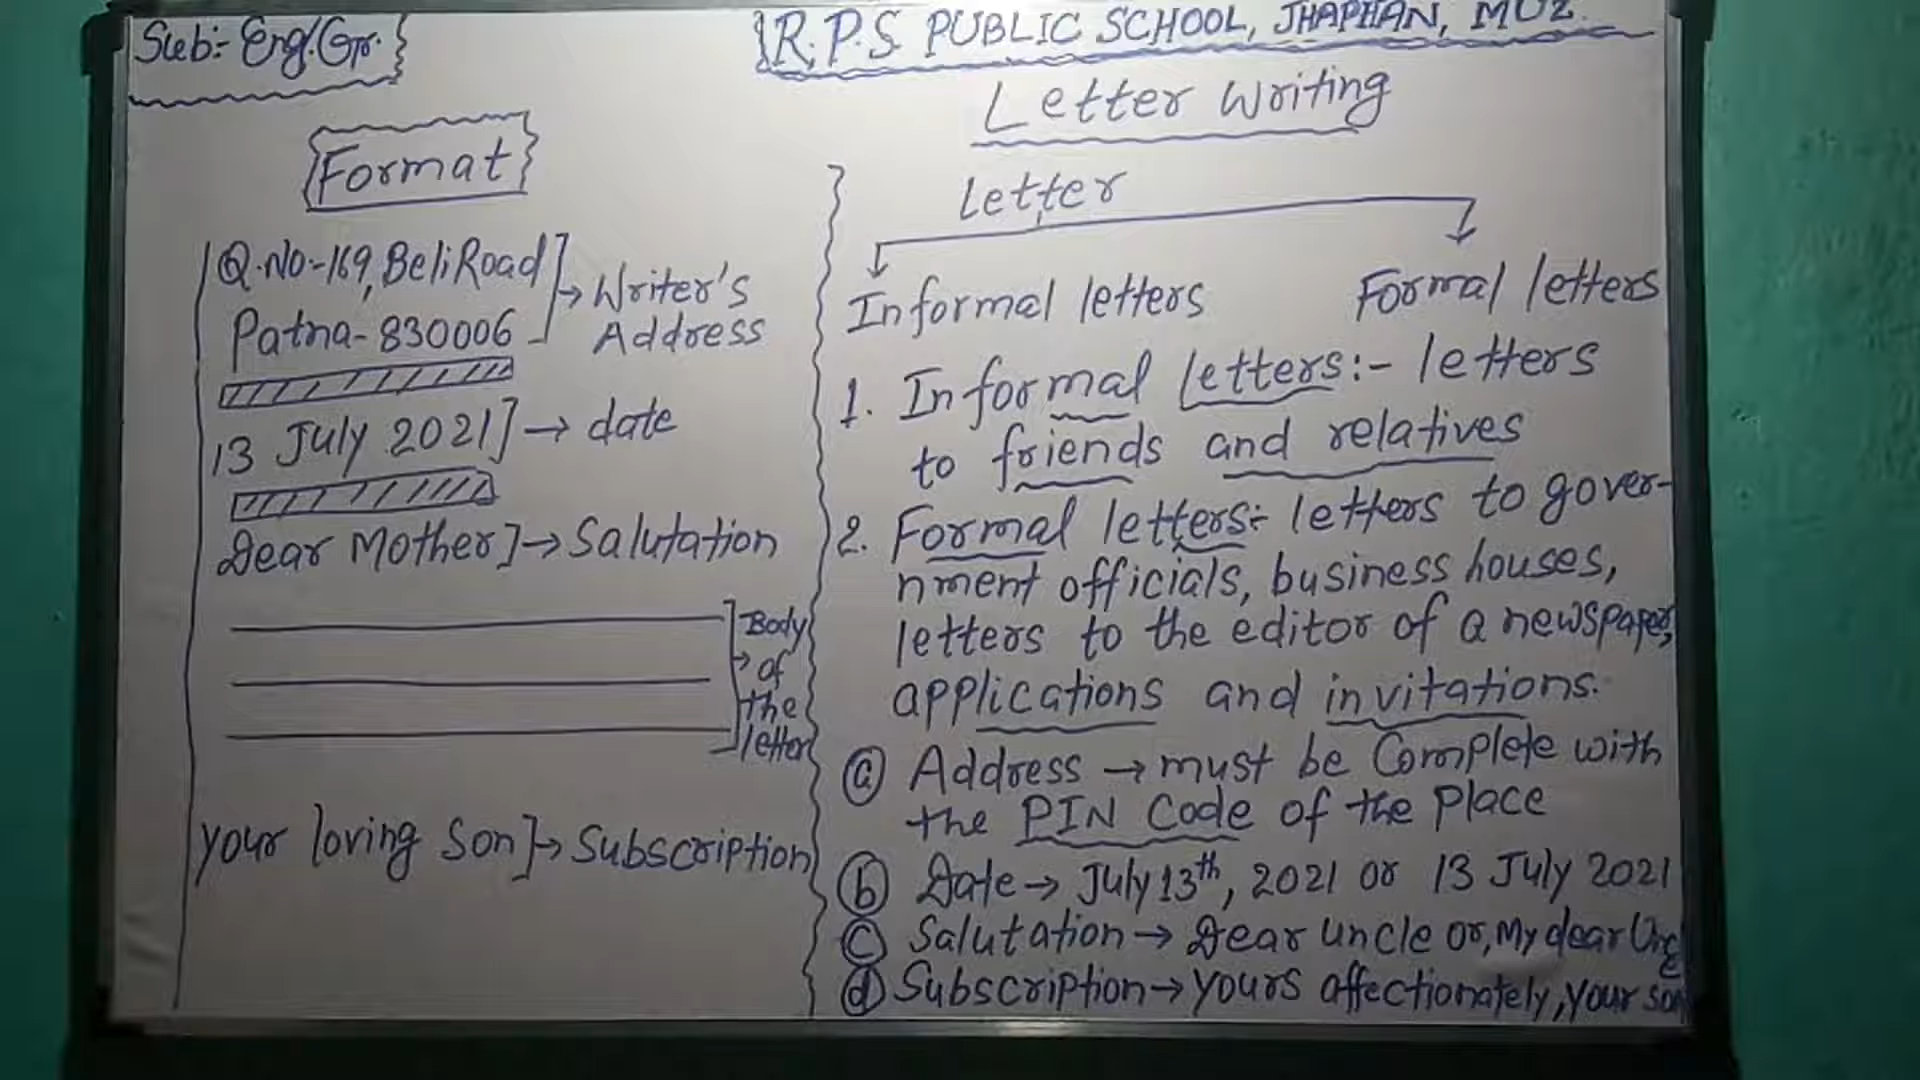 Sub:- Eng.Gr.
R.P.S PUBLIC SCHOOL, JHAPHAN, MUZ.
Letter Writing
Format
Q.No:-169, Beli Road
Patna-830006
Writer's
Address
13 July 2021] → date
Dear Mother] → Salutation
Body
of
the
letter
your loving son] → Subscription
Letter
Informal letters
Formal letters
1. Informal letters:- letters
to friends and relatives
2. Formal letters:- letters to gover-
nment officials, business houses,
letters to the editor of a newspaper,
applications and invitations.
(a) Address → must be Complete with
the PIN Code of the Place
(b) Date → July 13th, 2021 or 13 July 2021
(c) Salutation → Dear uncle or, My dear Uncle
(d) Subscription → yours affectionately, your son